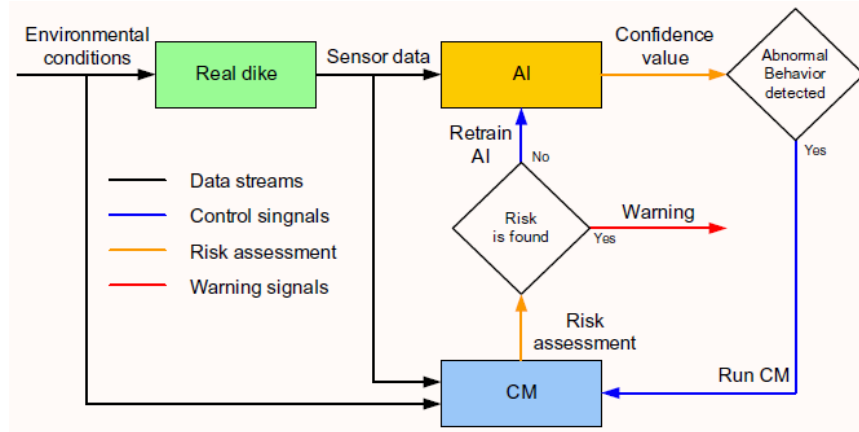 Environmental
conditions
Real dike
Sensor data
AI
Confidence
value
Abnormal
Behavior
detected
Yes
Retrain
AI
No
Data streams
Control singnals
Risk assessment
Warning signals
Risk
is found
Yes
Warning
Risk
assessment
CM
Run CM